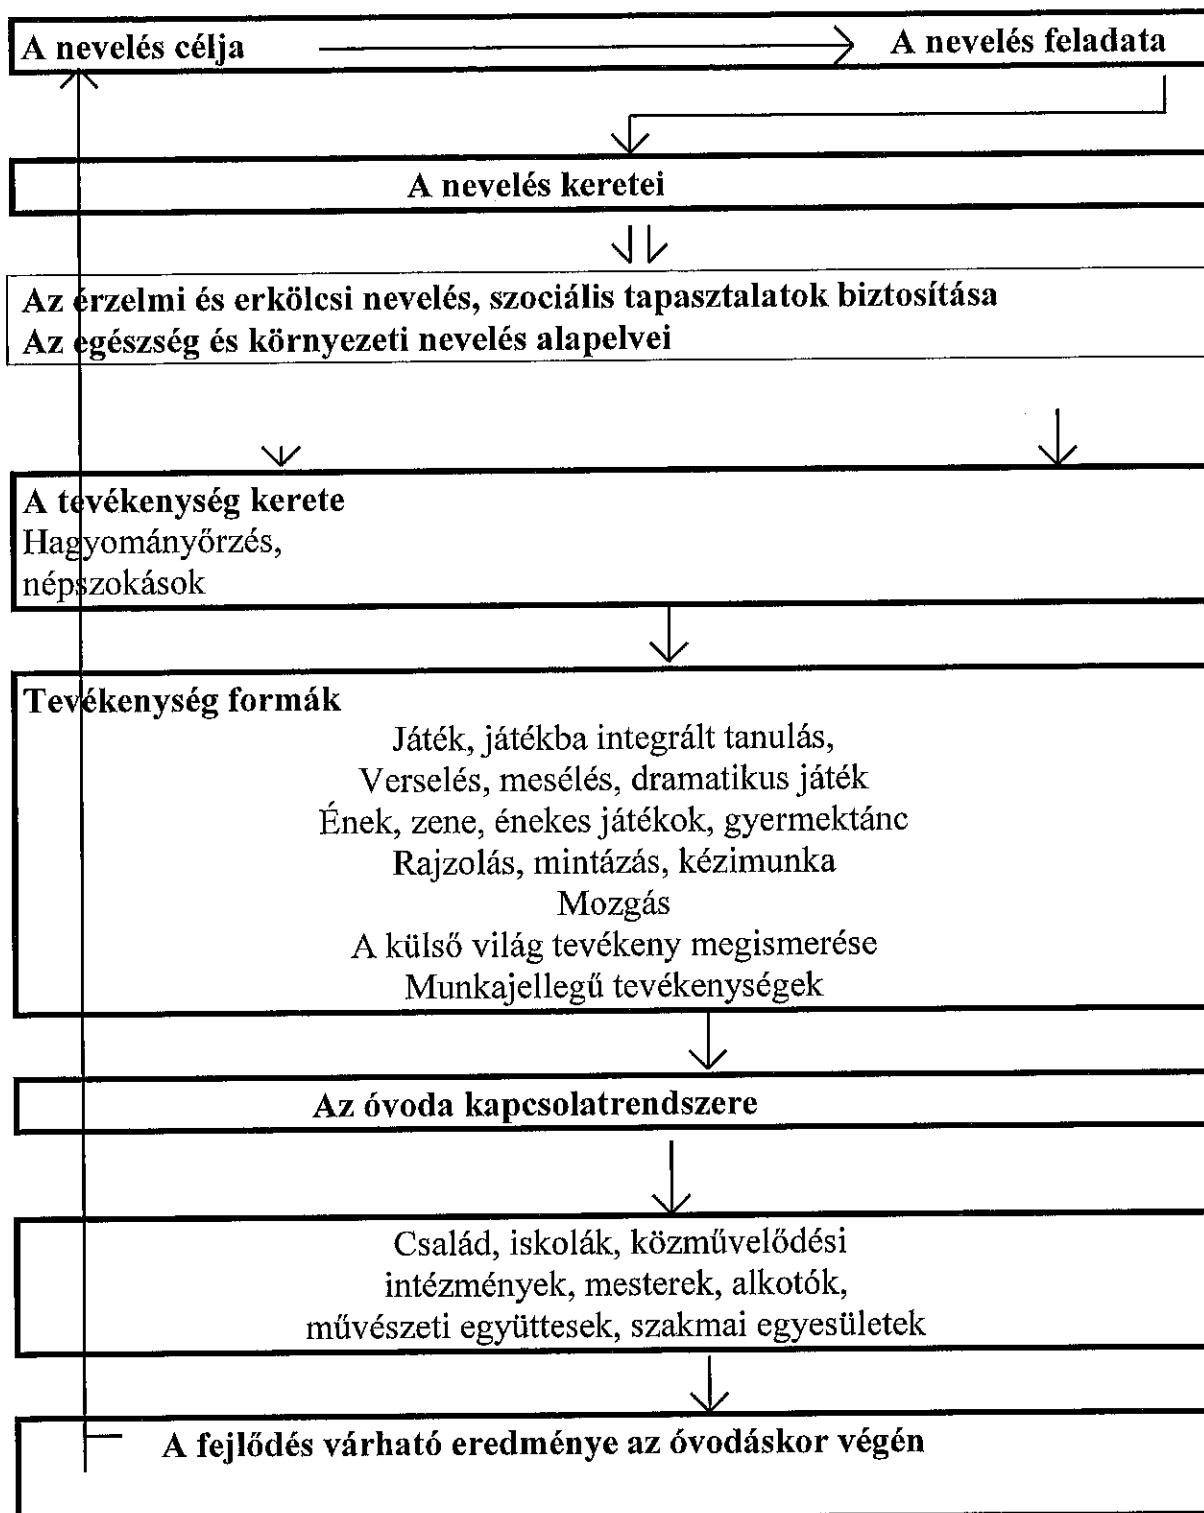 A nevelés célja A nevelés feladata
A nevelés keretei
Az érzelmi és erkölcsi nevelés, szociális tapasztalatok biztosítása
Az egészség és környezeti nevelés alapelvei
A tevékenység kerete
Hagyományőrzés,
népszokások
Tevékenység formák
Játék, játékba integrált tanulás,
Verselés, mesélés, dramatikus játék
Ének, zene, énekes játékok, gyermektánc
Rajzolás, mintázás, kézimunka
Mozgás
A külső világ tevékeny megismerése
Munkajellegű tevékenységek
Az óvoda kapcsolatrendszere
Család, iskolák, közművelődési
intézmények, mesterek, alkotók,
művészeti együttesek, szakmai egyesületek
A fejlődés várható eredménye az óvodáskor végén